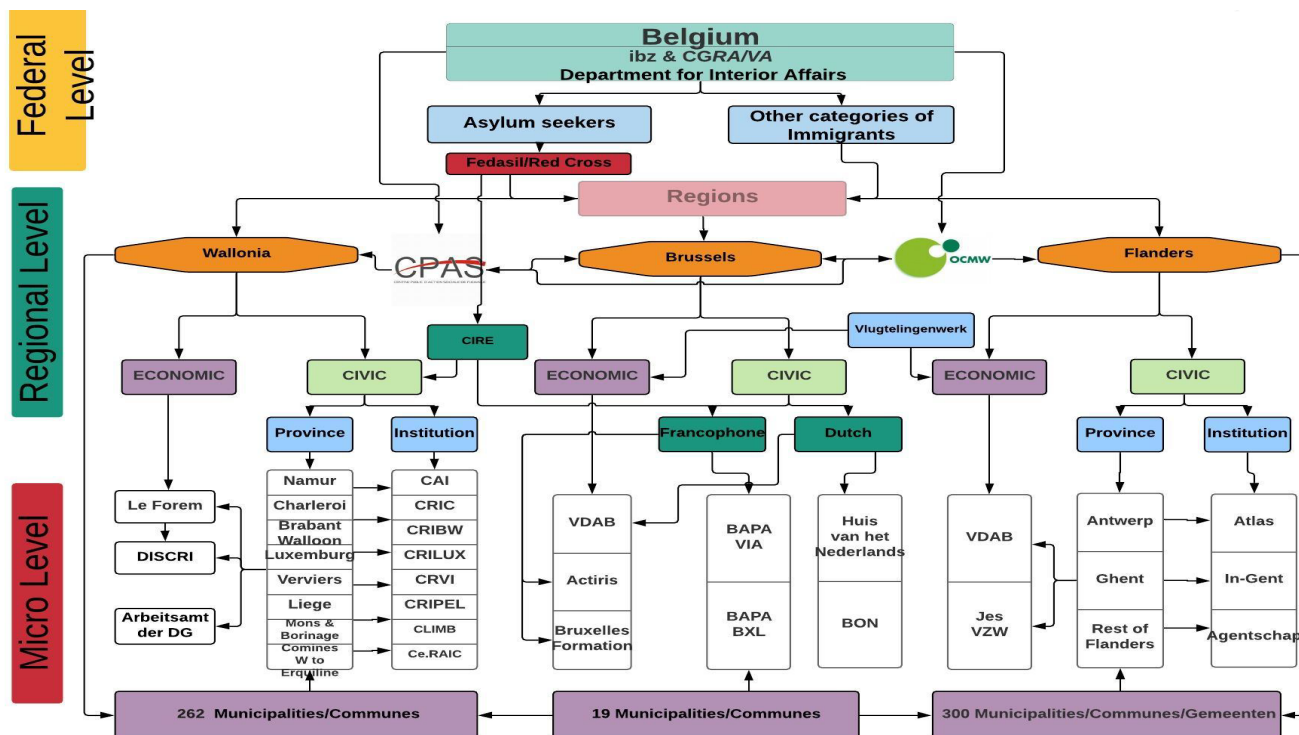 Federal
Level
Belgium
ibz & CGRA/VA
Department for Interior Affairs
Asylum seekers
Other categories of
Immigrants
Fedasil/Red Cross
Regional Level
Regions
Wallonia
CPAS
Brussels
OCMW
Flanders
CIRE
Vlugtelingenwerk
ECONOMIC
CIVIC
ECONOMIC
CIVIC
ECONOMIC
CIVIC
Province
Institution
Francophone
Dutch
Province
Institution
Micro Level
Le Forem
DISCRI
Arbeitsamt
der DG
Namur
Charleroi
Brabant
Walloon
Luxemburg
Verviers
Liege
Mons & Borinage
Comines
W to
Erquiline
CAI
CRIC
CRIBW
CRILUX
CRVI
CRIPEL
CLIMB
Ce.RAIC
VDAB
Actiris
Bruxelles
Formation
BAPA
VIA
BAPA
BXL
Huis
van het
Nederlands
BON
VDAB
Jes
VZW
Antwerp
Ghent
Rest of
Flanders
Atlas
In-Gent
Agentschap
262 Municipalities/Communes
19 Municipalities/Communes
300 Municipalities/Communes/Gemeenten